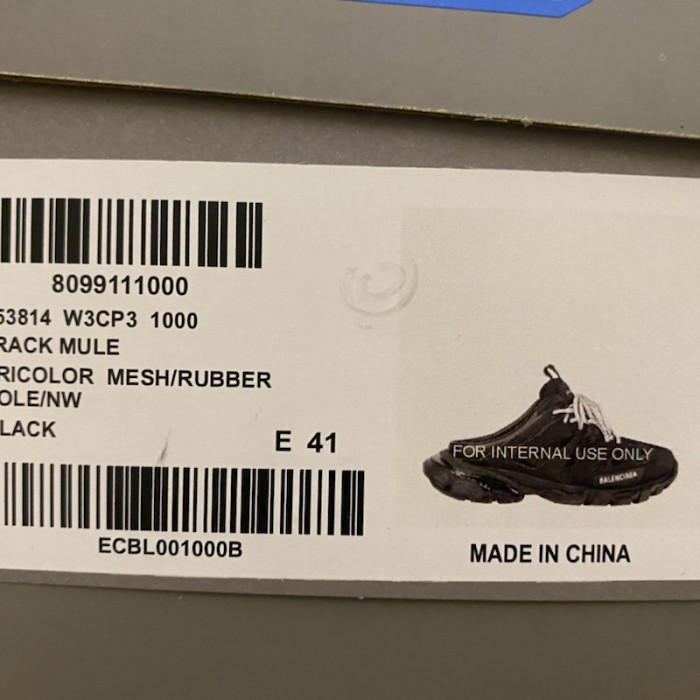 8099111000
53814 W3CP3 1000
RACK MULE
RICOLOR MESH/RUBBER
OLE/NW
LACK
E 41
ECBL001000B
FOR INTERNAL USE ONLY
BALENCIAGA
MADE IN CHINA